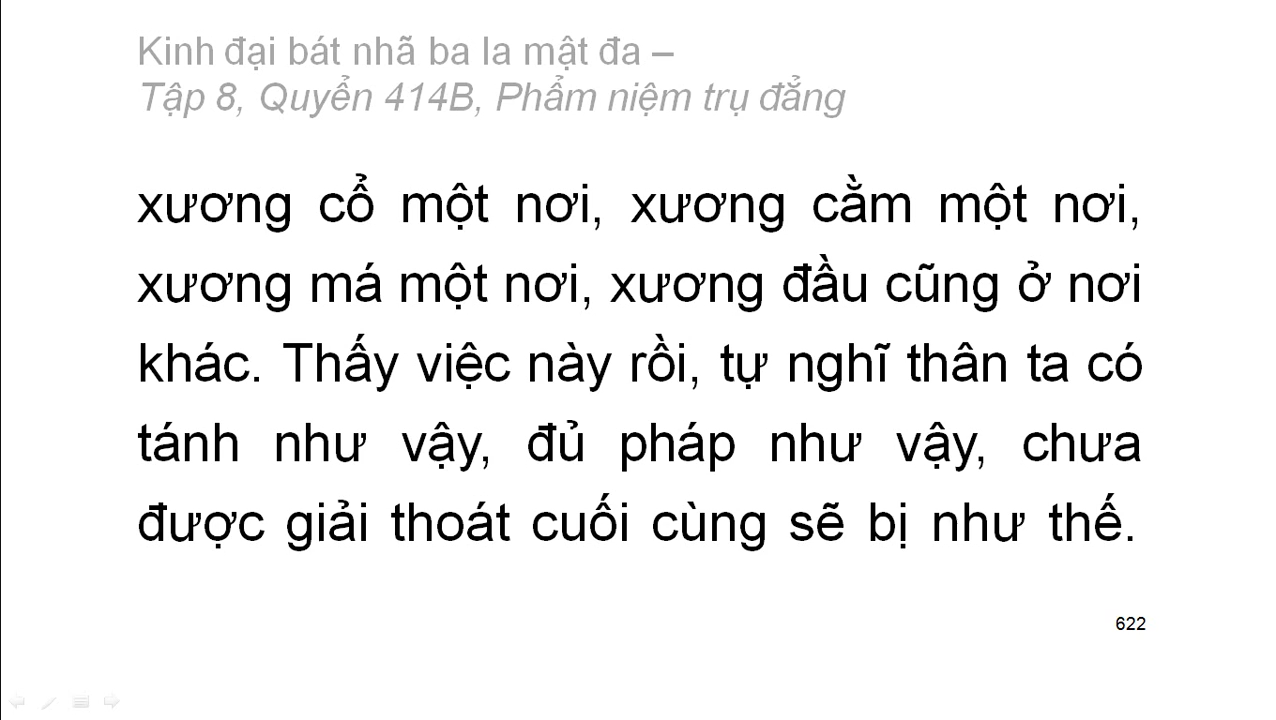 Kinh đại bát nhã ba la mật đa –
Tập 8, Quyển 414B, Phẩm niệm trụ đẳng
xương cổ một nơi, xương cằm một nơi,
xương má một nơi, xương đầu cũng ở nơi
khác. Thấy việc này rồi, tự nghĩ thân ta có
tánh như vậy, đủ pháp như vậy, chưa
được giải thoát cuối cùng sẽ bị như thế.
622